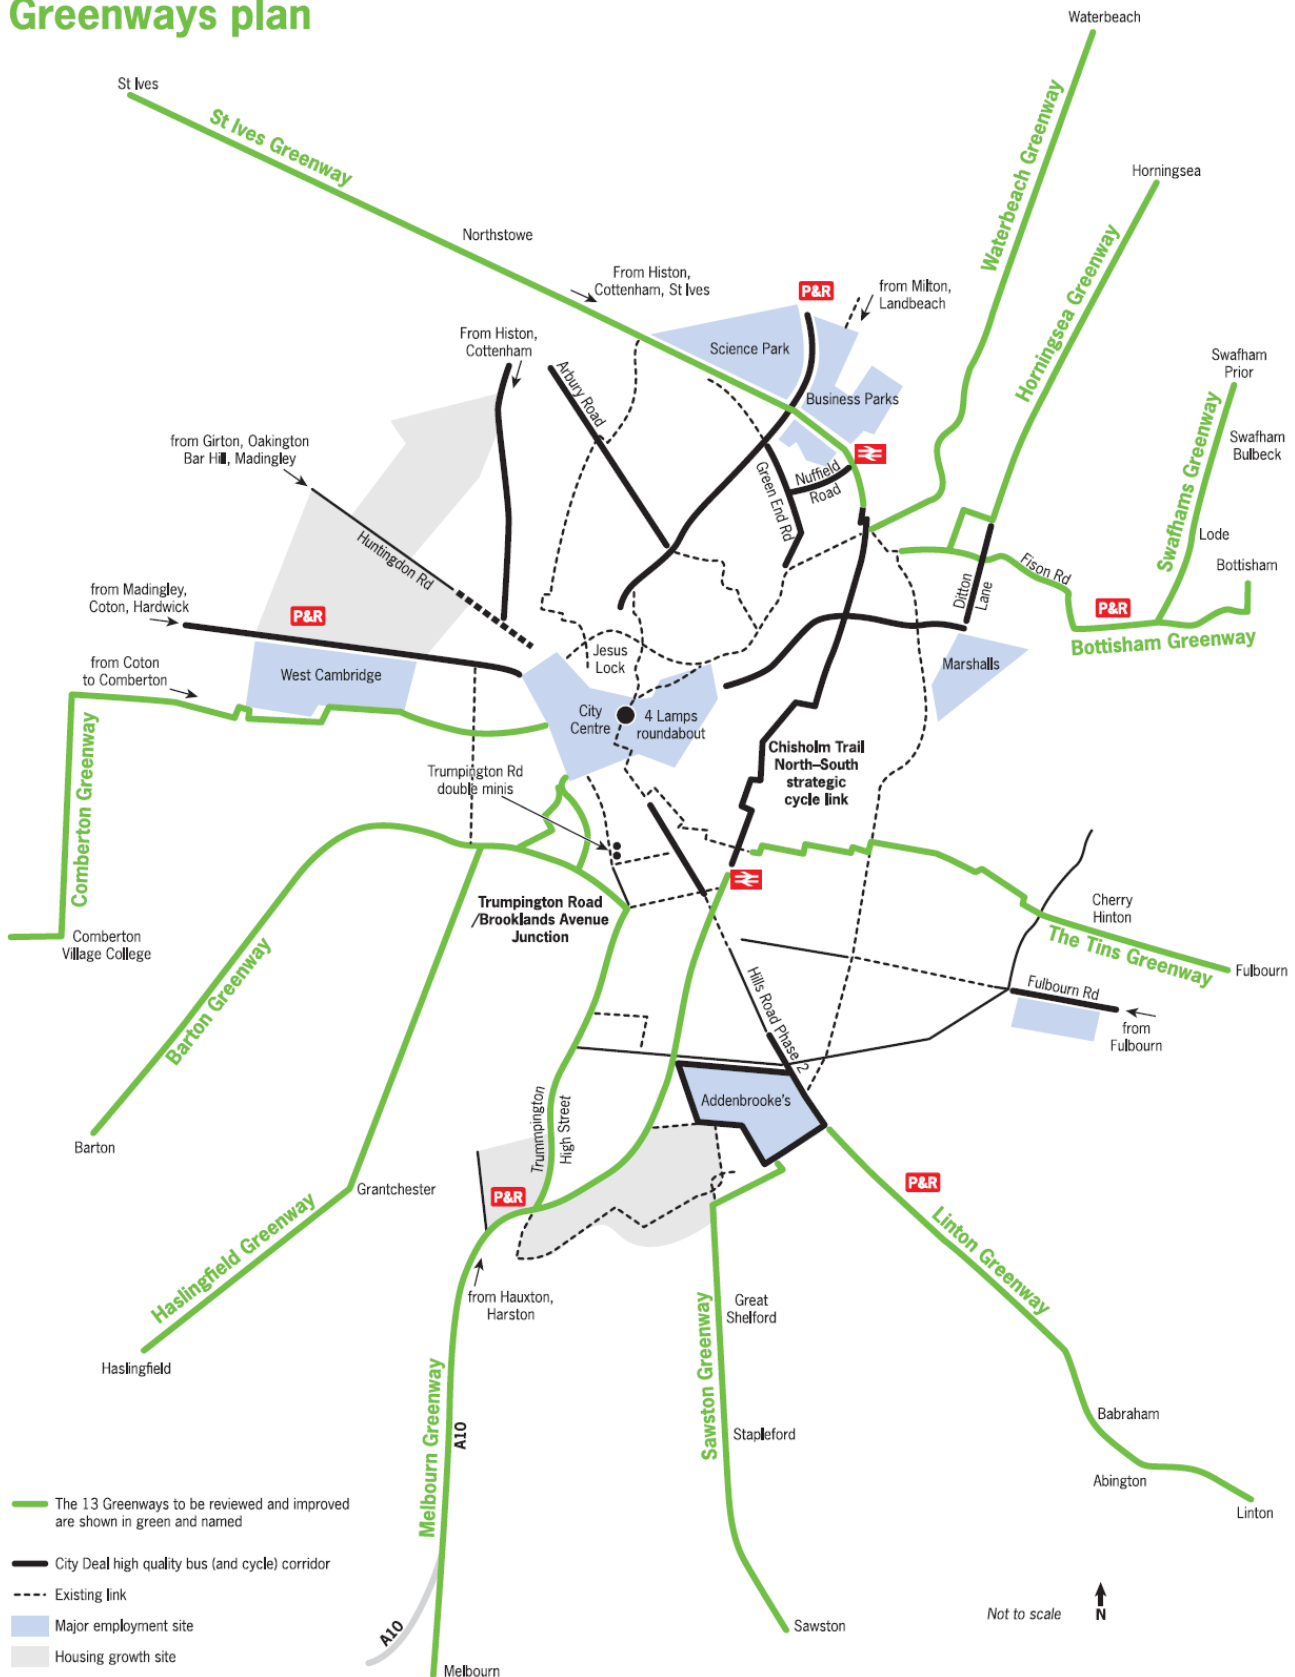 Greenways plan
Waterbeach
St Ives
St Ives Greenway
Waterbeach Greenway
Horningsea
Northstowe
Horningsea Greenway
From Histon,
Cottenham, St Ives
P&R
from Milton,
Landbeach
From Histon,
Cottenham
Science Park
Arbury Road
Swafham
Prior
Business Parks
Swafhams Greenway
Swafham
Bulbeck
from Girton, Oakington
Bar Hill, Madingley
Nuffield
Road
Green End Rd
Huntingdon Rd
Lode
Bottisham
Fison Rd
from Madingley,
Coton, Hardwick
P&R
Ditton
Lane
P&R
Bottisham Greenway
Jesus
Lock
from Coton
to Comberton
West Cambridge
Marshalls
City
Centre
4 Lamps
roundabout
Comberton Greenway
Chisholm Trail
North–South
strategic
cycle link
Trumpington Rd
double minis
Trumpington Road
/Brooklands Avenue
Junction
Cherry
Hinton
The Tins Greenway
Fulbourn
Comberton
Village College
Barton Greenway
Hills Road Phase 2
Fulbourn Rd
from
Fulbourn
Addenbrooke's
Trummpington
High Street
Barton
Grantchester
P&R
P&R
Linton Greenway
Haslingfield Greenway
from Hauxton,
Harston
Great
Shelford
Sawston Greenway
Haslingfield
Melbourn Greenway
A10
Babraham
Stapleford
Abington
Linton
The 13 Greenways to be reviewed and improved
are shown in green and named
City Deal high quality bus (and cycle) corridor
Existing link
Major employment site
Housing growth site
A10
Not to scale
N
Sawston
Melbourn